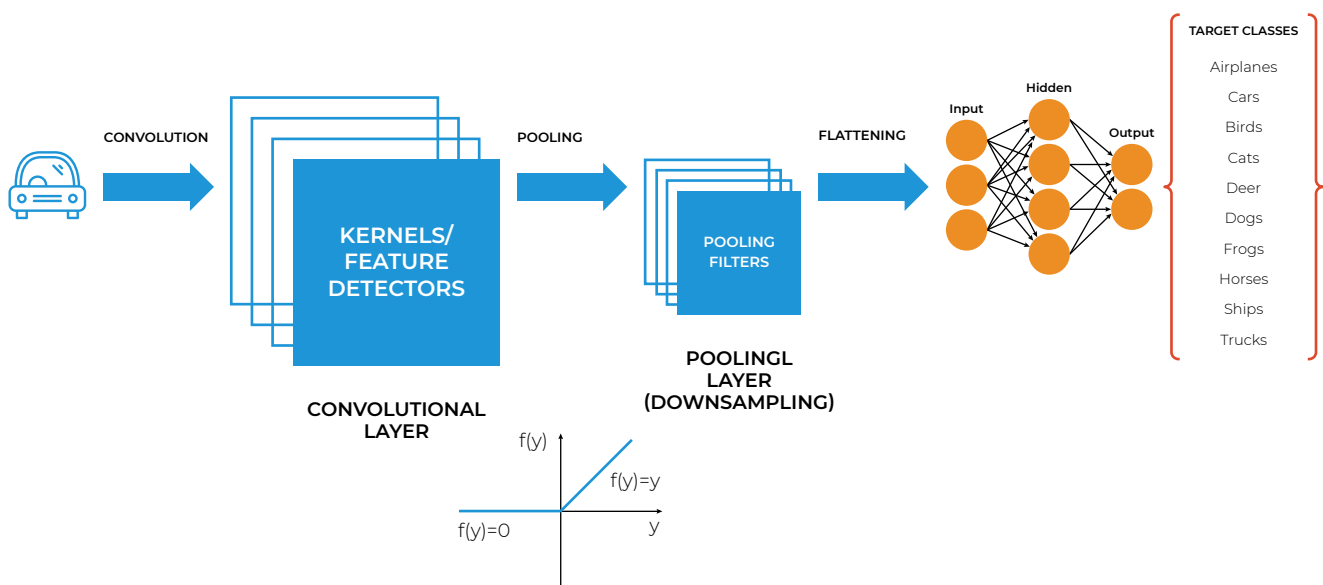 CONVOLUTION
KERNELS/
FEATURE
DETECTORS
CONVOLUTIONAL
LAYER
POOLING
POOLING
FILTERS
POOLINGL
LAYER
(DOWNSAMPLING)
f(y)
f(y)=y
f(y)=0
y
FLATTENING
Input
Hidden
Output
TARGET CLASSES
Airplanes
Cars
Birds
Cats
Deer
Dogs
Frogs
Horses
Ships
Trucks